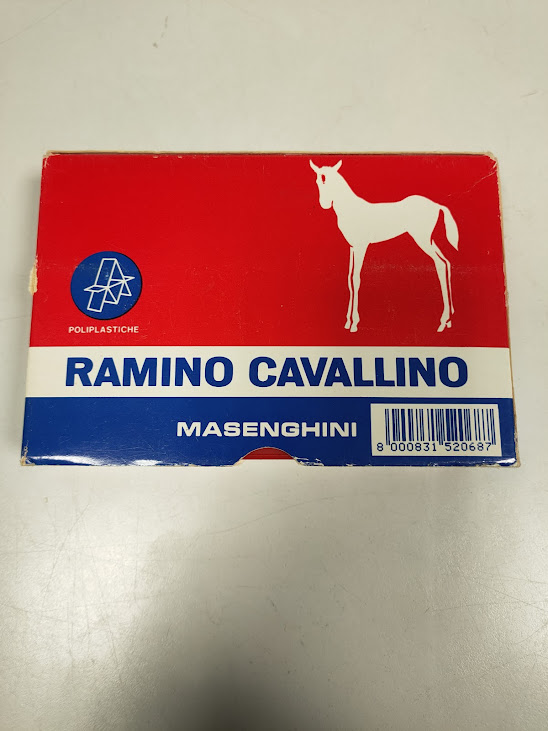 POLIPLASTICHE
RAMINO CAVALLINO
MASENGHINI
8 000831 520687